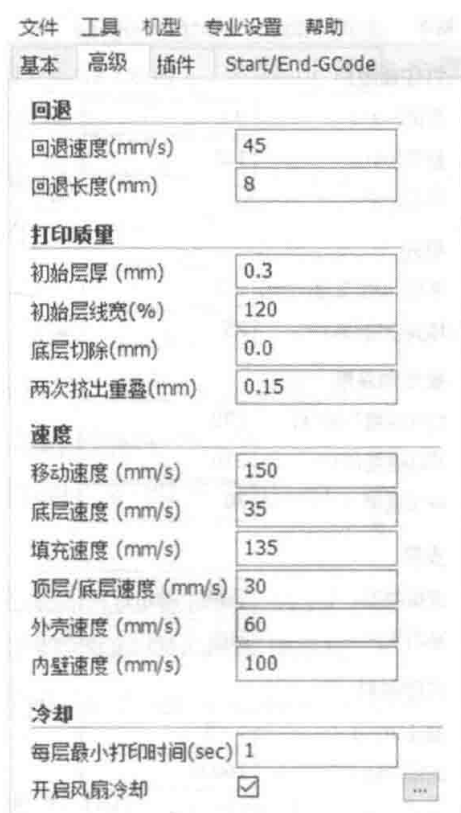 文件 工具 机型 专业设置 帮助
基本 高级 插件 Start/End-GCode
回退
回退速度(mm/s) 45
回退长度(mm) 8
打印质量
初始层厚 (mm) 0.3
初始层线宽(%) 120
底层切除(mm) 0.0
两次挤出重叠(mm) 0.15
速度
移动速度 (mm/s) 150
底层速度 (mm/s) 35
填充速度 (mm/s) 135
顶层/底层速度 (mm/s) 30
外壳速度 (mm/s) 60
内壁速度 (mm/s) 100
冷却
每层最小打印时间(sec) 1
开启风扇冷却 ...